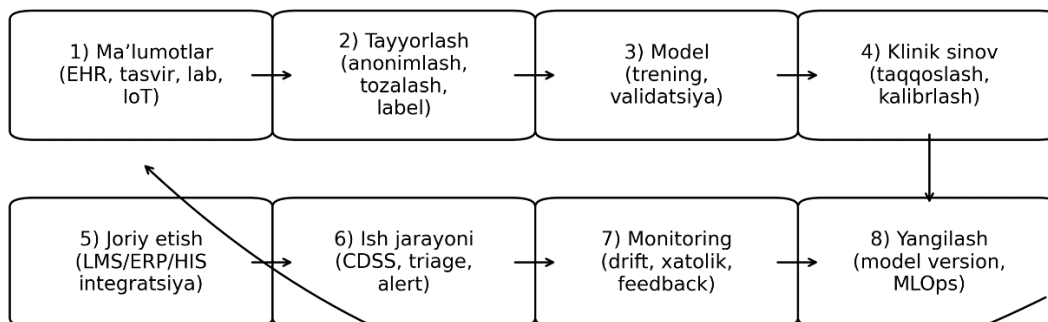 1) Ma’lumotlar
(EHR, tasvir, lab,
IoT)
2) Tayyorlash
(anonimlash,
tozalash,
label)
3) Model
(trening,
validatsiya)
4) Klinik sinov
(taqqoslash,
kalibrlash)
5) Joriy etish
(LMS/ERP/HIS
integratsiya)
6) Ish jarayoni
(CDSS, triage,
alert)
7) Monitoring
(drift, xatolik,
feedback)
8) Yangilash
(model version,
MLOps)